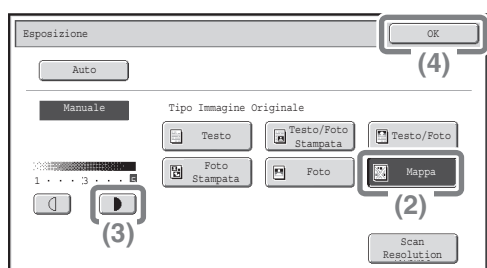 Esposizione
OK
(4)
Auto
Manuale
Tipo Immagine Originale
Testo
Testo/Foto
Stampata
Testo/Foto
Foto
Stampata
Foto
Mappa
(2)
1 · · · 3 · · · 5
(3)
Scan
Resolution